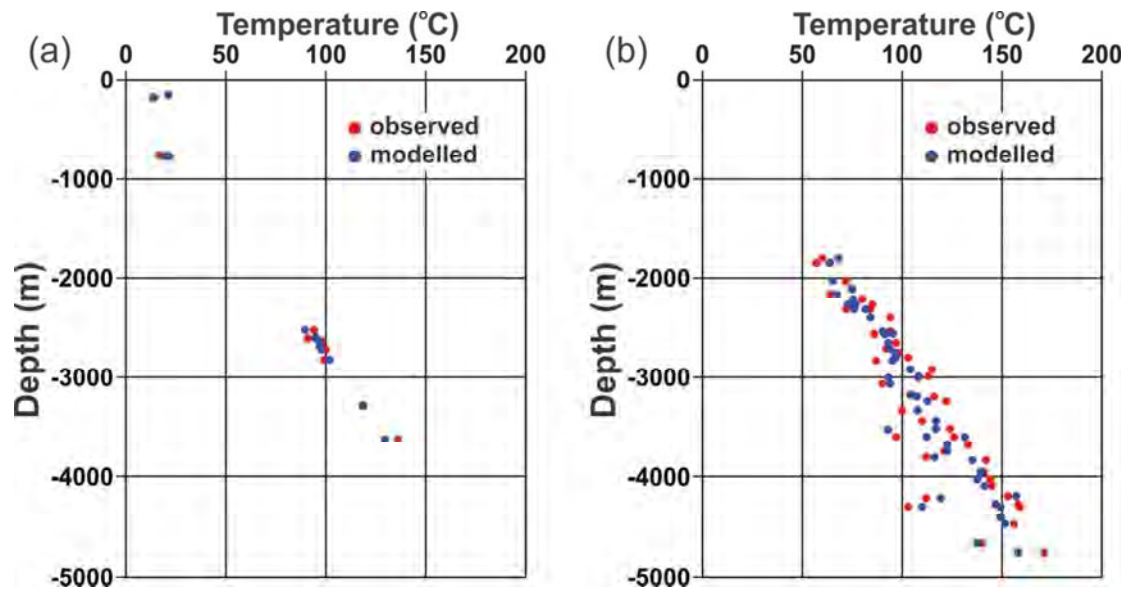 Temperature (°C)
(a)
0 50 100 150 200
0
observed
modelled
-1000
-2000
-3000
-4000
-5000
Depth (m)
Temperature (°C)
(b)
0 50 100 150 200
0
observed
modelled
-1000
-2000
-3000
-4000
-5000
Depth (m)